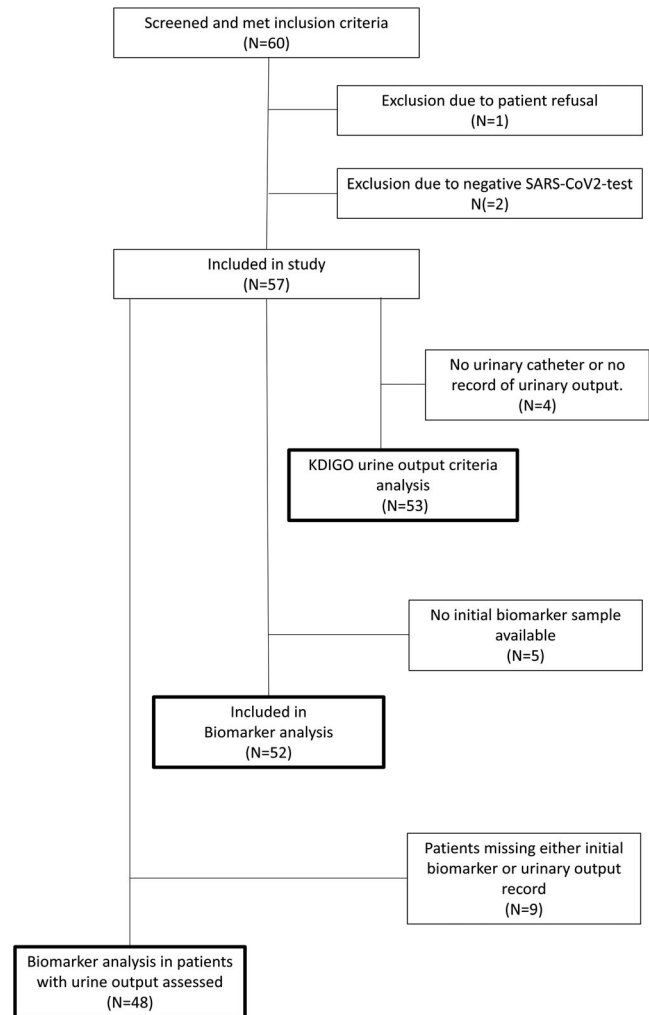 Screened and met inclusion criteria
(N=60)
Exclusion due to patient refusal
(N=1)
Exclusion due to negative SARS-CoV2-test
N(=2)
Included in study
(N=57)
No urinary catheter or no
record of urinary output.
(N=4)
KDIGO urine output criteria
analysis
(N=53)
No initial biomarker sample
available
(N=5)
Included in
Biomarker analysis
(N=52)
Patients missing either initial
biomarker or urinary output
record
(N=9)
Biomarker analysis in patients
with urine output assessed
(N=48)